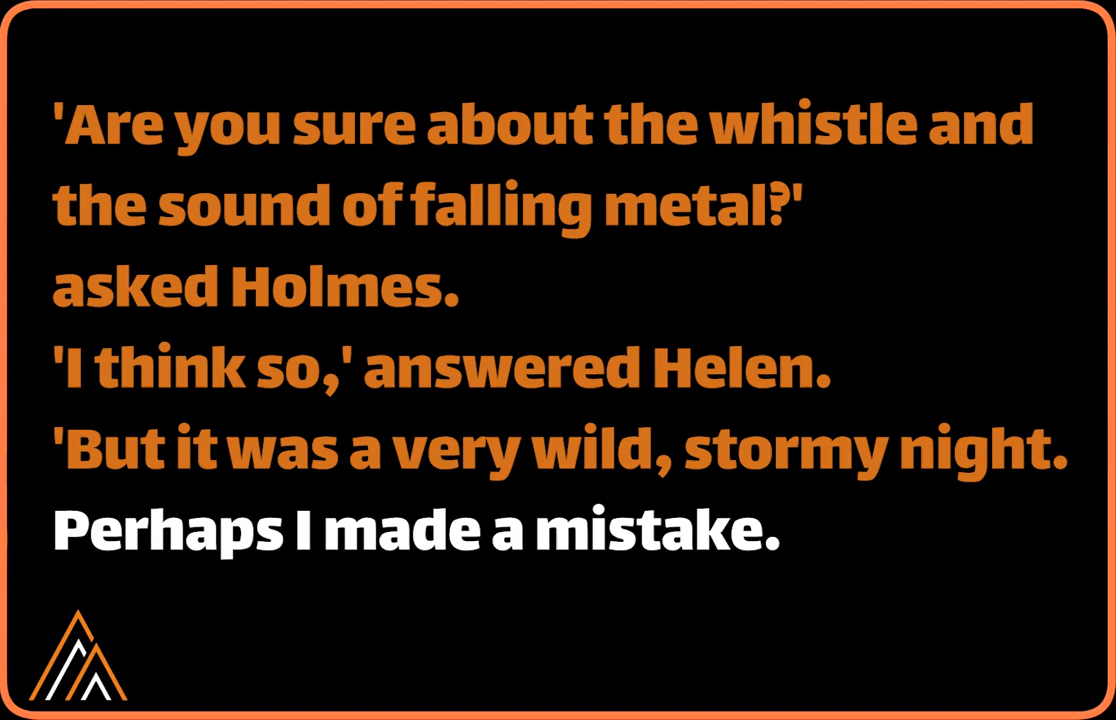 'Are you sure about the whistle and
the sound of falling metal?'
asked Holmes.
'I think so,' answered Helen.
'But it was a very wild, stormy night.
Perhaps I made a mistake.